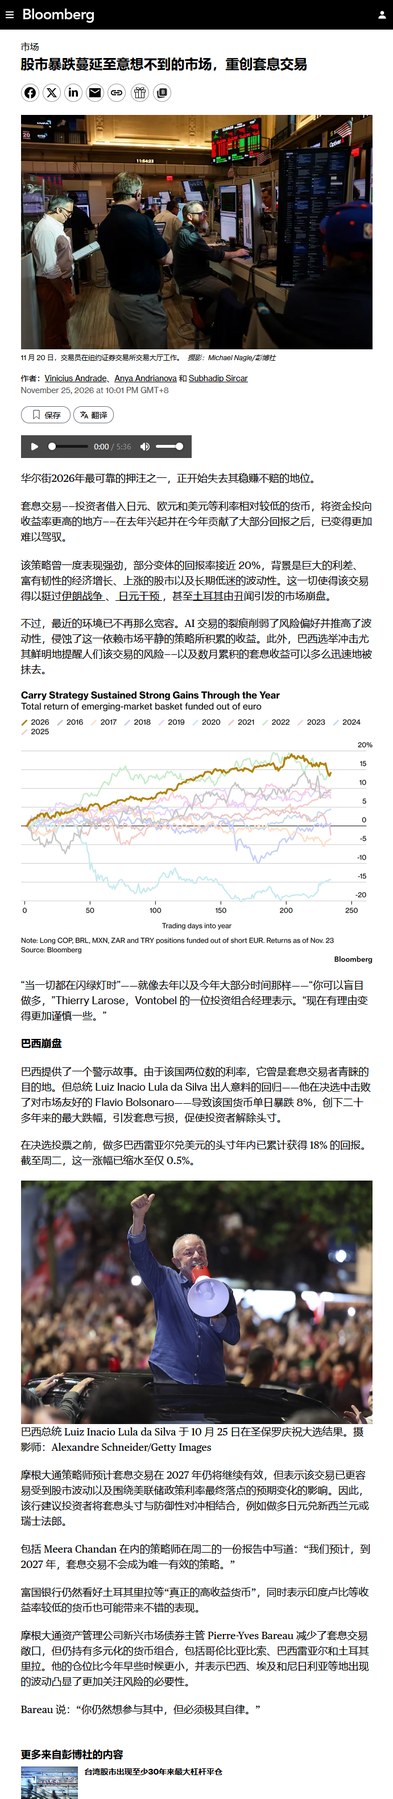 Bloomberg
市场
股市暴跌蔓延至意想不到的市场，重创套息交易
11 月 20 日，交易员在纽约证券交易所交易大厅工作。 摄影：Michael Nagle/彭博社
作者：Vinicius Andrade、Anya Andrianova 和 Subhadip Sircar
November 25, 2026 at 10:01 PM GMT+8
保存 翻译
0:00 / 5:36
华尔街2026年最可靠的押注之一，正开始失去其稳赚不赔的地位。
套息交易——投资者借入日元、欧元和美元等利率相对较低的货币，将资金投向
收益率更高的地方——在去年兴起并在今年贡献了大部分回报之后，已变得更加
难以驾驭。
该策略曾一度表现强劲，部分变体的回报率接近 20%，背景是巨大的利差、
富有韧性的经济增长、上涨的股市以及长期低迷的波动性。这一切使得该交易
得以挺过伊朗战争、日元干预，甚至土耳其由丑闻引发的市场崩盘。
不过，最近的环境已不再那么宽容。AI 交易的裂痕削弱了风险偏好并推高了波
动性，侵蚀了这一依赖市场平静的策略所积累的收益。此外，巴西选举冲击尤
其鲜明地提醒人们该交易的风险——以及数月累积的套息收益可以多么迅速地被
抹去。
Carry Strategy Sustained Strong Gains Through the Year
Total return of emerging-market basket funded out of euro
2026 2016 2017 2018 2019 2020 2021 2022 2023 2024
2025
20%
15
10
5
0
-5
-10
-15
-20
0 50 100 150 200 250
Trading days into year
Note: Long COP, BRL, MXN, ZAR and TRY positions funded out of short EUR. Returns as of Nov. 23
Source: Bloomberg
Bloomberg
“当一切都在闪绿灯时”——就像去年以及今年大部分时间那样——“你可以盲目
做多，”Thierry Larose，Vontobel 的一位投资组合经理表示。“现在有理由变
得更加谨慎一些。”
巴西崩盘
巴西提供了一个警示故事。由于该国两位数的利率，它曾是套息交易者青睐的
目的地。但总统 Luiz Inacio Lula da Silva 出人意料的回归——他在决选中击败
了对市场友好的 Flavio Bolsonaro——导致该国货币单日暴跌 8%，创下二十
多年来的最大跌幅，引发套息亏损，促使投资者解除头寸。
在决选投票之前，做多巴西雷亚尔兑美元的头寸年内已累计获得 18% 的回报。
截至周二，这一涨幅已缩水至仅 0.5%。
巴西总统 Luiz Inacio Lula da Silva 于 10 月 25 日在圣保罗庆祝大选结果。摄
影师：Alexandre Schneider/Getty Images
摩根大通策略师预计套息交易在 2027 年仍将继续有效，但表示该交易已更容
易受到股市波动以及围绕美联储政策利率最终落点的预期变化的影响。因此，
该行建议投资者将套息头寸与防御性对冲相结合，例如做多日元兑新西兰元或
瑞士法郎。
包括 Meera Chandan 在内的策略师在周二的一份报告中写道：“我们预计，到
2027 年，套息交易不会成为唯一有效的策略。”
富国银行仍然看好土耳其里拉等“真正的高收益货币”，同时表示印度卢比等收
益率较低的货币也可能带来不错的表现。
摩根大通资产管理公司新兴市场债券主管 Pierre-Yves Bareau 减少了套息交易
敞口，但仍持有多元化的货币组合，包括哥伦比亚比索、巴西雷亚尔和土耳其
里拉。他的仓位比今年早些时候更小，并表示巴西、埃及和尼日利亚等地出现
的波动凸显了更加关注风险的必要性。
Bareau 说：“你仍然想参与其中，但必须极其自律。”
更多来自彭博社的内容
台湾股市出现至少30年来最大杠杆平仓